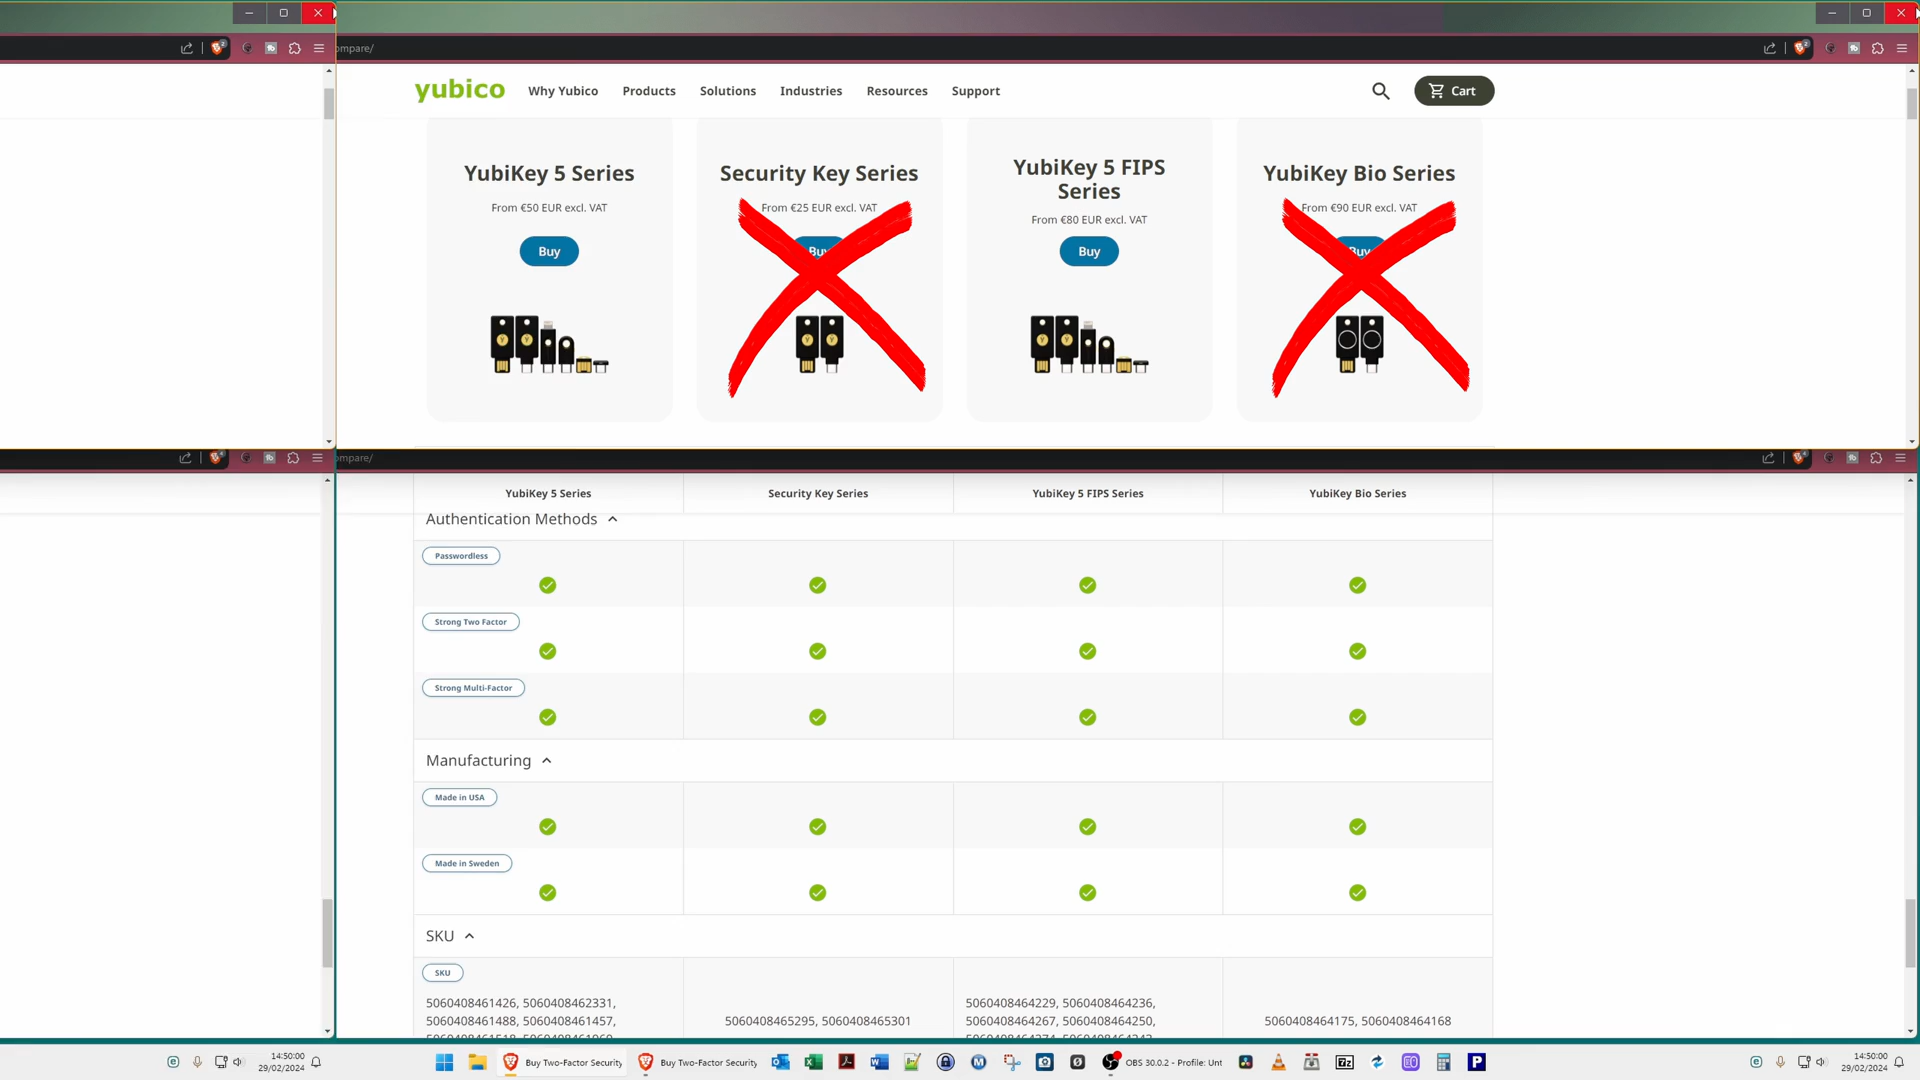 ompare/
yubico
Why Yubico
Products
Solutions
Industries
Resources
Support
Cart
YubiKey 5 Series
From €50 EUR excl. VAT
Buy
Security Key Series
From €25 EUR excl. VAT
Buy
YubiKey 5 FIPS
Series
From €80 EUR excl. VAT
Buy
YubiKey Bio Series
From €90 EUR excl. VAT
Buy
ompare/
YubiKey 5 Series
Security Key Series
YubiKey 5 FIPS Series
YubiKey Bio Series
Authentication Methods
Passwordless
Strong Two Factor
Strong Multi-Factor
Manufacturing
Made in USA
Made in Sweden
SKU
SKU
5060408461426, 5060408462331,
5060408461488, 5060408461457,
5060408465295, 5060408465301
5060408464229, 5060408464236,
5060408464267, 5060408464250,
5060408464175, 5060408464168
14:50:00
29/02/2024
Buy Two-Factor Security
Buy Two-Factor Security
OBS 30.0.2 - Profile: Unt
14:50:00
29/02/2024